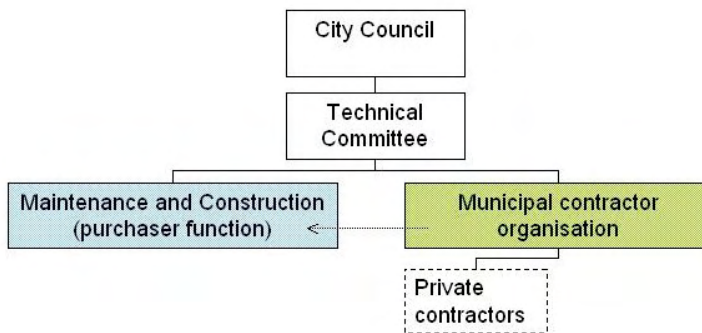 City Council
Technical
Committee
Maintenance and Construction
(purchaser function)
Municipal contractor
organisation
Private
contractors